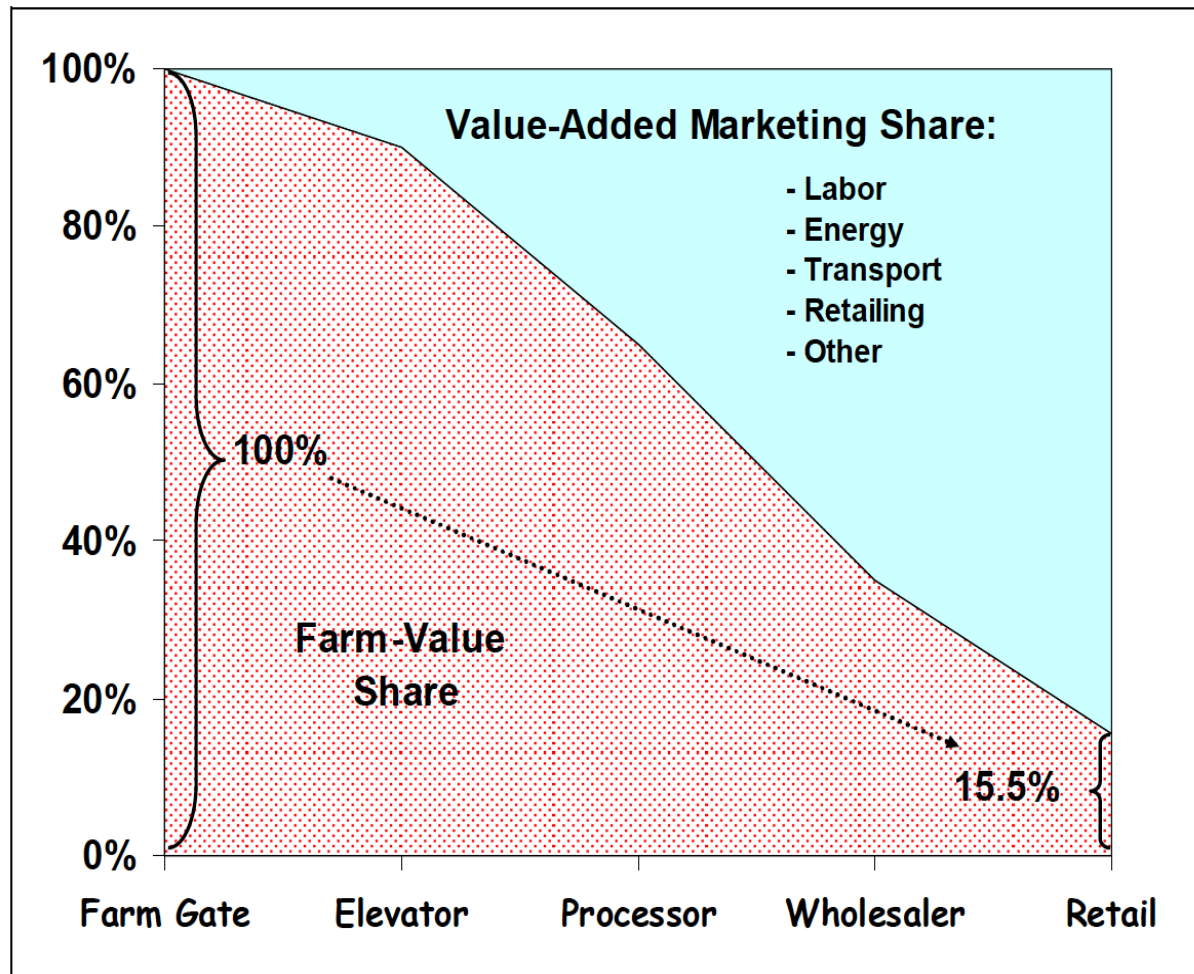 100%
80%
60%
40%
20%
0%
Value-Added Marketing Share:
- Labor
- Energy
- Transport
- Retailing
- Other
100%
Farm-Value
Share
15.5%
Farm Gate
Elevator
Processor
Wholesaler
Retail